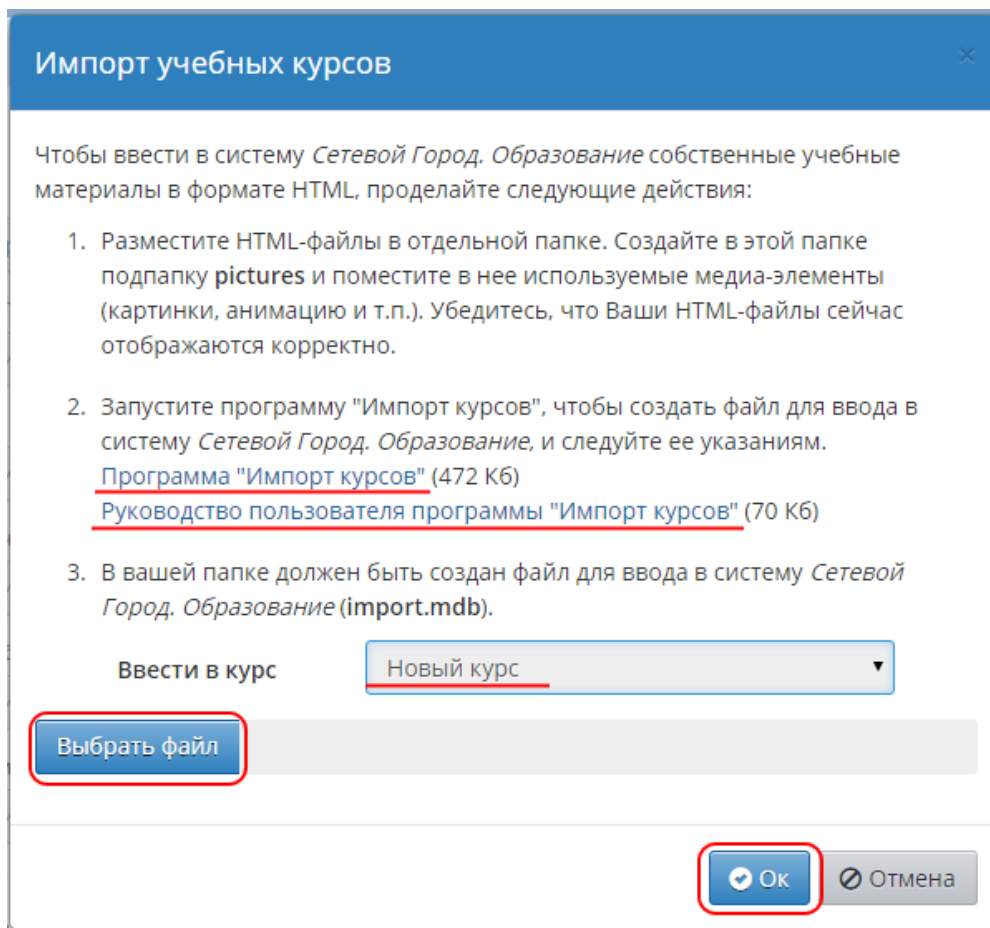 Импорт учебных курсов
×
Чтобы ввести в систему Сетевой Город. Образование собственные учебные
материалы в формате HTML, проделайте следующие действия:
1. Разместите HTML-файлы в отдельной папке. Создайте в этой папке
подпапку pictures и поместите в нее используемые медиа-элементы
(картинки, анимацию и т.п.). Убедитесь, что Ваши HTML-файлы сейчас
отображаются корректно.
2. Запустите программу "Импорт курсов", чтобы создать файл для ввода в
систему Сетевой Город. Образование, и следуйте ее указаниям.
Программа "Импорт курсов" (472 Кб)
Руководство пользователя программы "Импорт курсов" (70 Кб)
3. В вашей папке должен быть создан файл для ввода в систему Сетевой
Город. Образование (import.mdb).
Ввести в курс Новый курс
Выбрать файл
Ок Отмена